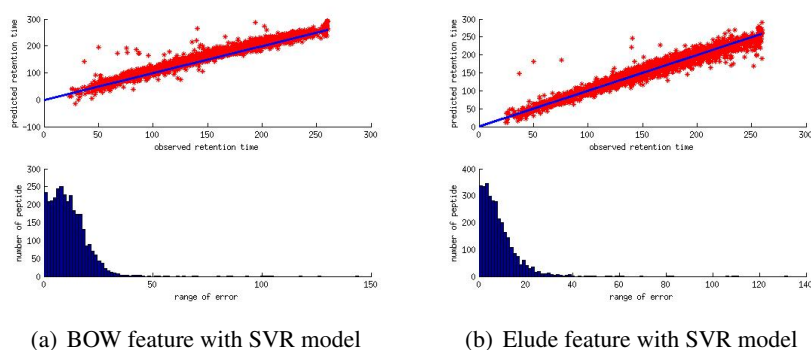 predicted retention time
300
200
100
0
-100
0 50 100 150 200 250 300
observed retention time
number of peptide
300
250
200
150
100
50
0
0 50 100 150
range of error
(a) BOW feature with SVR model
predicted retention time
300
250
200
150
100
50
0
0 50 100 150 200 250 300
observed retention time
number of peptide
400
300
200
100
0
0 20 40 60 80 100 120 140
range of error
(b) Elude feature with SVR model